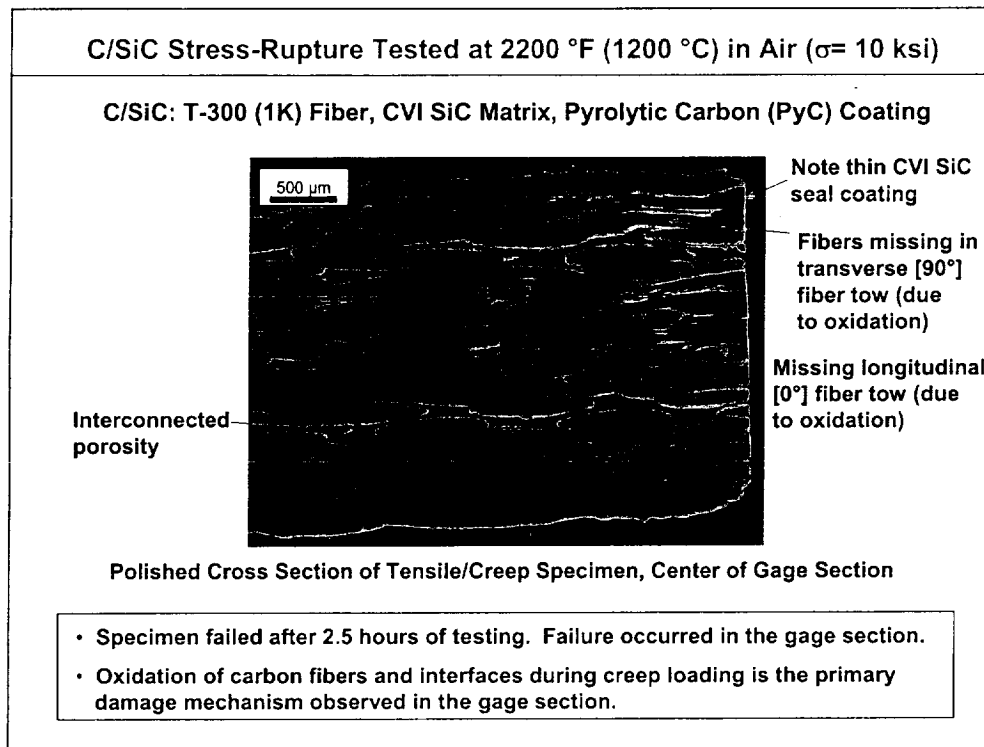 C/SiC Stress-Rupture Tested at 2200 °F (1200 °C) in Air (σ= 10 ksi)
C/SiC: T-300 (1K) Fiber, CVI SiC Matrix, Pyrolytic Carbon (PyC) Coating
500 µm
Note thin CVI SiC
seal coating
Fibers missing in
transverse [90°]
fiber tow (due
to oxidation)
Missing longitudinal
[0°] fiber tow (due
to oxidation)
Interconnected
porosity
Polished Cross Section of Tensile/Creep Specimen, Center of Gage Section
• Specimen failed after 2.5 hours of testing. Failure occurred in the gage section.
• Oxidation of carbon fibers and interfaces during creep loading is the primary
damage mechanism observed in the gage section.